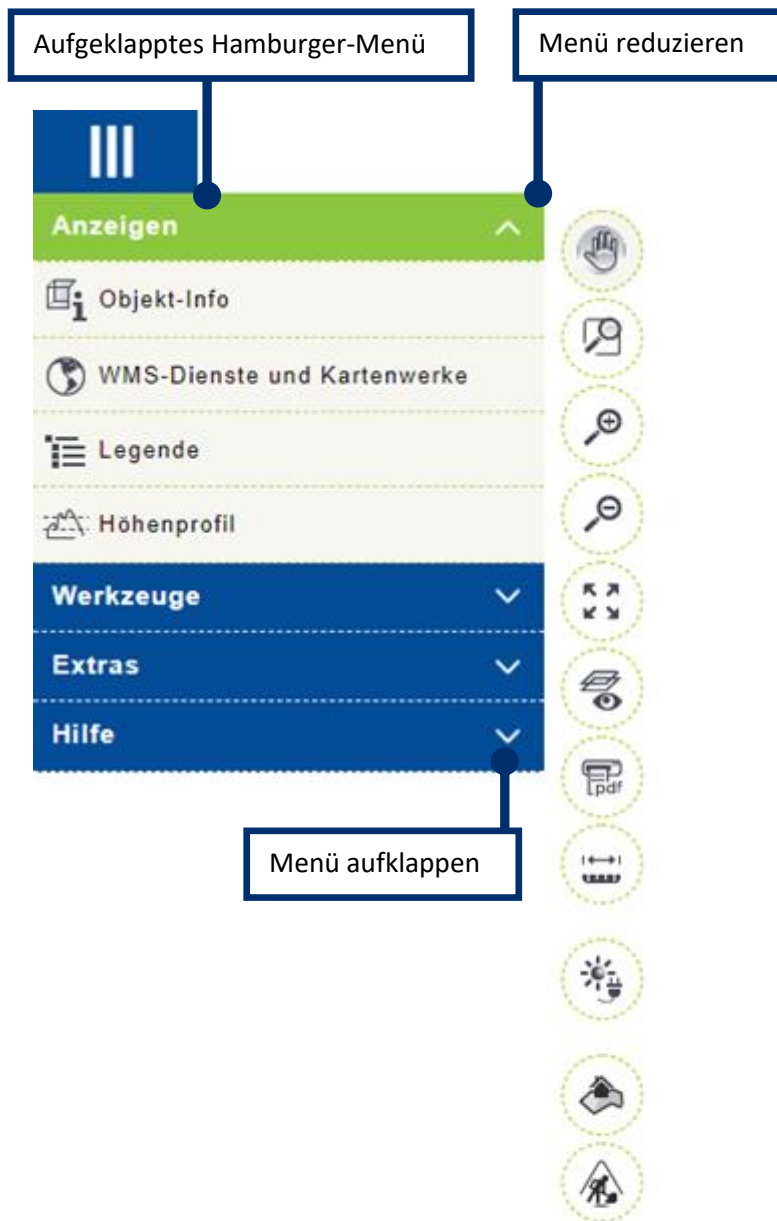 Aufgeklapptes Hamburger-Menü
Menü reduzieren
Anzeigen
Objekt-Info
WMS-Dienste und Kartenwerke
Legende
Höhenprofil
Werkzeuge
Extras
Hilfe
pdf
Menü aufklappen